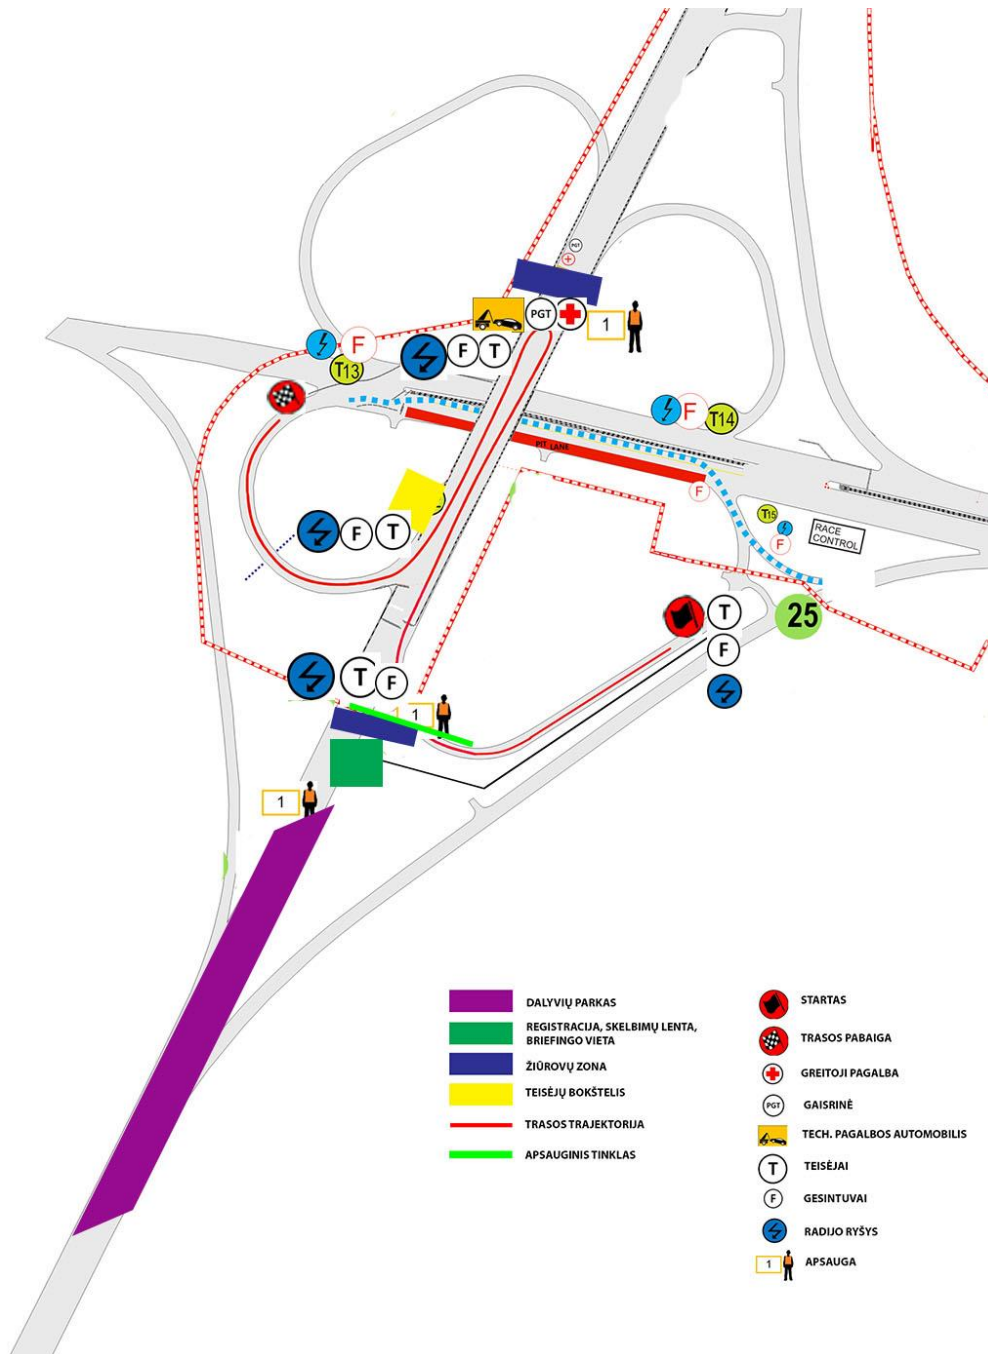 PGT
PGT
1
F
T13
F
T
F
T14
PIT LANE
F
T15
F
RACE
CONTROL
F
T
T
25
F
T
F
1
1
DALYVIŲ PARKAS
REGISTRACIJA, SKELBIMŲ LENTA,
BRIEFINGO VIETA
ŽIŪROVŲ ZONA
TEISĖJŲ BOKŠTELIS
TRASOS TRAJEKTORIJA
APSAUGINIS TINKLAS
STARTAS
TRASOS PABAIGA
GREITOJI PAGALBA
PGT
GAISRINĖ
TECH. PAGALBOS AUTOMOBILIS
T
TEISĖJAI
F
GESINTUVAI
RADIJO RYŠYS
1
APSAUGA